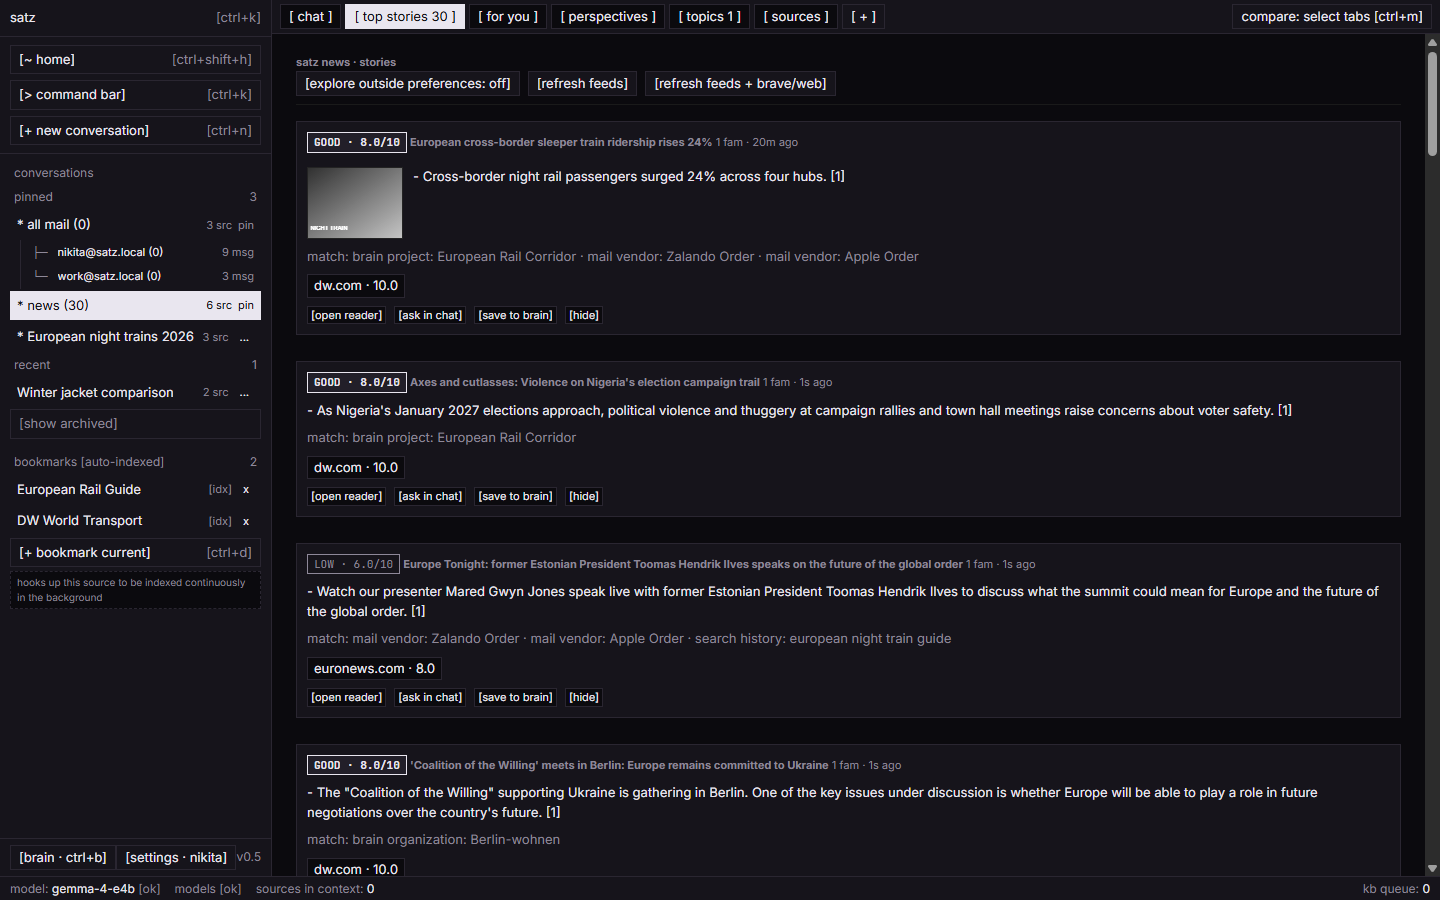 satz [ctrl+k]
[~ home] [ctrl+shift+h]
[> command bar] [ctrl+k]
[+ new conversation] [ctrl+n]
conversations
pinned 3
* all mail (0) 3 src pin
├─ nikita@satz.local (0) 9 msg
└─ work@satz.local (0) 3 msg
* news (30) 6 src pin
* European night trains 2026 3 src ...
recent 1
Winter jacket comparison 2 src ...
[show archived]
bookmarks [auto-indexed] 2
European Rail Guide [idx] x
DW World Transport [idx] x
[+ bookmark current] [ctrl+d]
hooks up this source to be indexed continuously
in the background
[brain · ctrl+b] [settings · nikita] v0.5
[ chat ] [ top stories 30 ] [ for you ] [ perspectives ] [ topics 1 ] [ sources ] [ + ] compare: select tabs [ctrl+m]
satz news · stories
[explore outside preferences: off] [refresh feeds] [refresh feeds + brave/web]
GOOD · 8.0/10 European cross-border sleeper train ridership rises 24% 1 fam · 20m ago
- Cross-border night rail passengers surged 24% across four hubs. [1]
NIGHT TRAIN
match: brain project: European Rail Corridor · mail vendor: Zalando Order · mail vendor: Apple Order
dw.com · 10.0
[open reader] [ask in chat] [save to brain] [hide]
GOOD · 8.0/10 Axes and cutlasses: Violence on Nigeria's election campaign trail 1 fam · 1s ago
- As Nigeria's January 2027 elections approach, political violence and thuggery at campaign rallies and town hall meetings raise concerns about voter safety. [1]
match: brain project: European Rail Corridor
dw.com · 10.0
[open reader] [ask in chat] [save to brain] [hide]
LOW · 6.0/10 Europe Tonight: former Estonian President Toomas Hendrik Ilves speaks on the future of the global order 1 fam · 1s ago
- Watch our presenter Mared Gwyn Jones speak live with former Estonian President Toomas Hendrik Ilves to discuss what the summit could mean for Europe and the future of
the global order. [1]
match: mail vendor: Zalando Order · mail vendor: Apple Order · search history: european night train guide
euronews.com · 8.0
[open reader] [ask in chat] [save to brain] [hide]
GOOD · 8.0/10 'Coalition of the Willing' meets in Berlin: Europe remains committed to Ukraine 1 fam · 1s ago
- The "Coalition of the Willing" supporting Ukraine is gathering in Berlin. One of the key issues under discussion is whether Europe will be able to play a role in future
negotiations over the country's future. [1]
match: brain organization: Berlin-wohnen
dw.com · 10.0
model: gemma-4-e4b [ok] models [ok] sources in context: 0 kb queue: 0